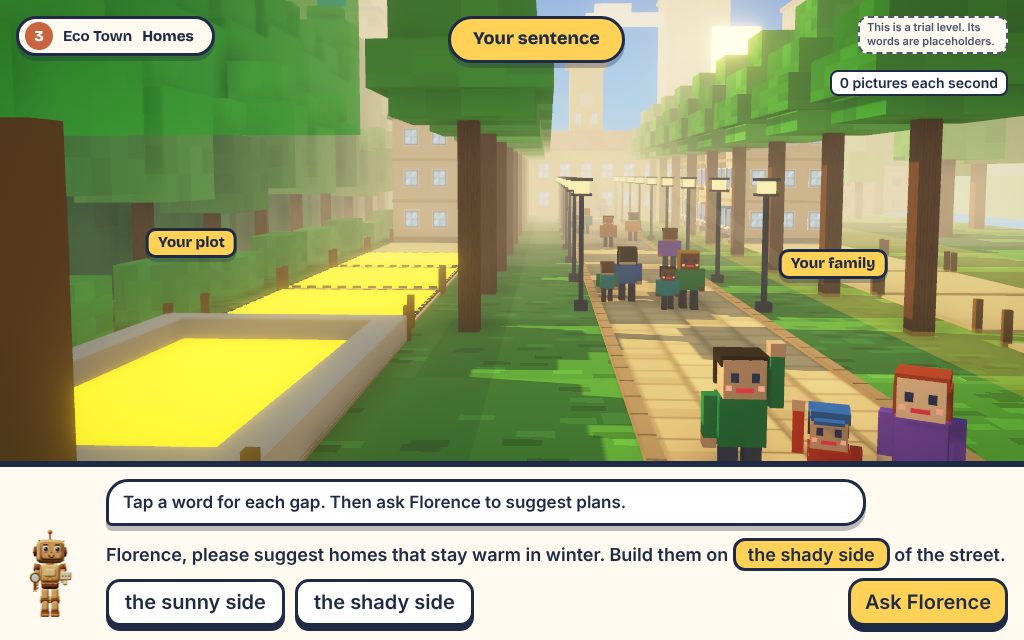 3 Eco Town Homes
Your sentence
This is a trial level. Its
words are placeholders.
0 pictures each second
Your plot
Your family
Tap a word for each gap. Then ask Florence to suggest plans.
Florence, please suggest homes that stay warm in winter. Build them on the shady side of the street.
the sunny side
the shady side
Ask Florence